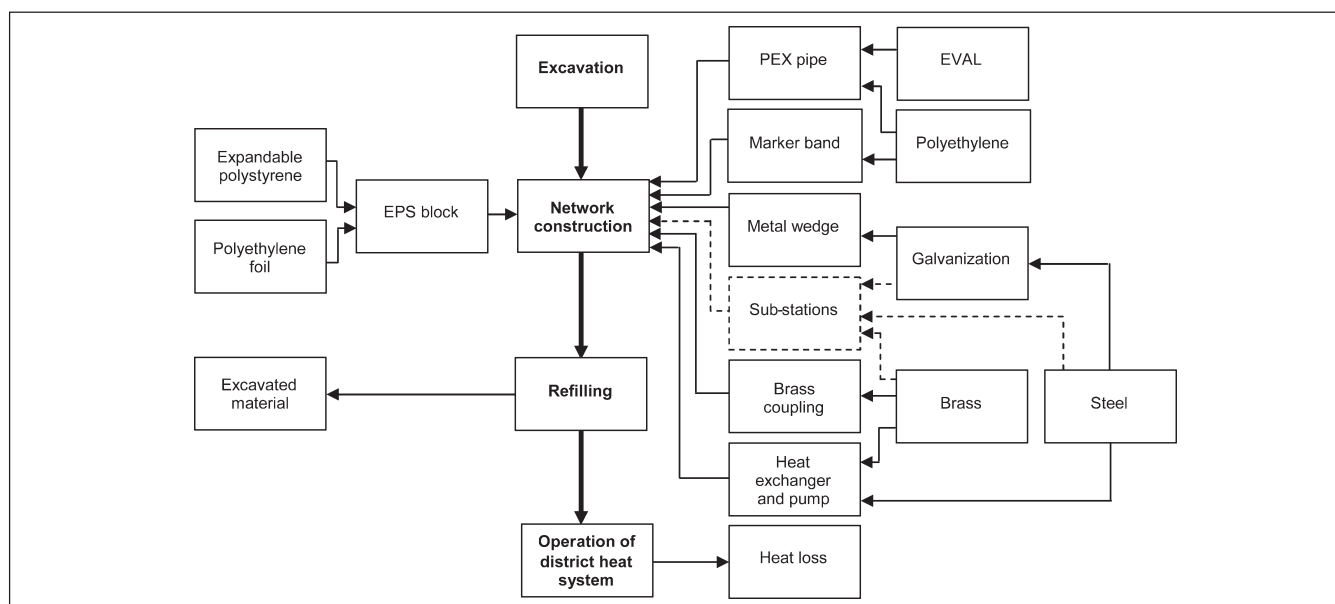 Excavation
PEX pipe
EVAL
Expandable
polystyrene
Marker band
Polyethylene
EPS block
Network
construction
Metal wedge
Polyethylene
foil
Galvanization
Sub-stations
Excavated
material
Refilling
Brass
coupling
Brass
Steel
Heat
exchanger
and pump
Operation of
district heat
system
Heat loss